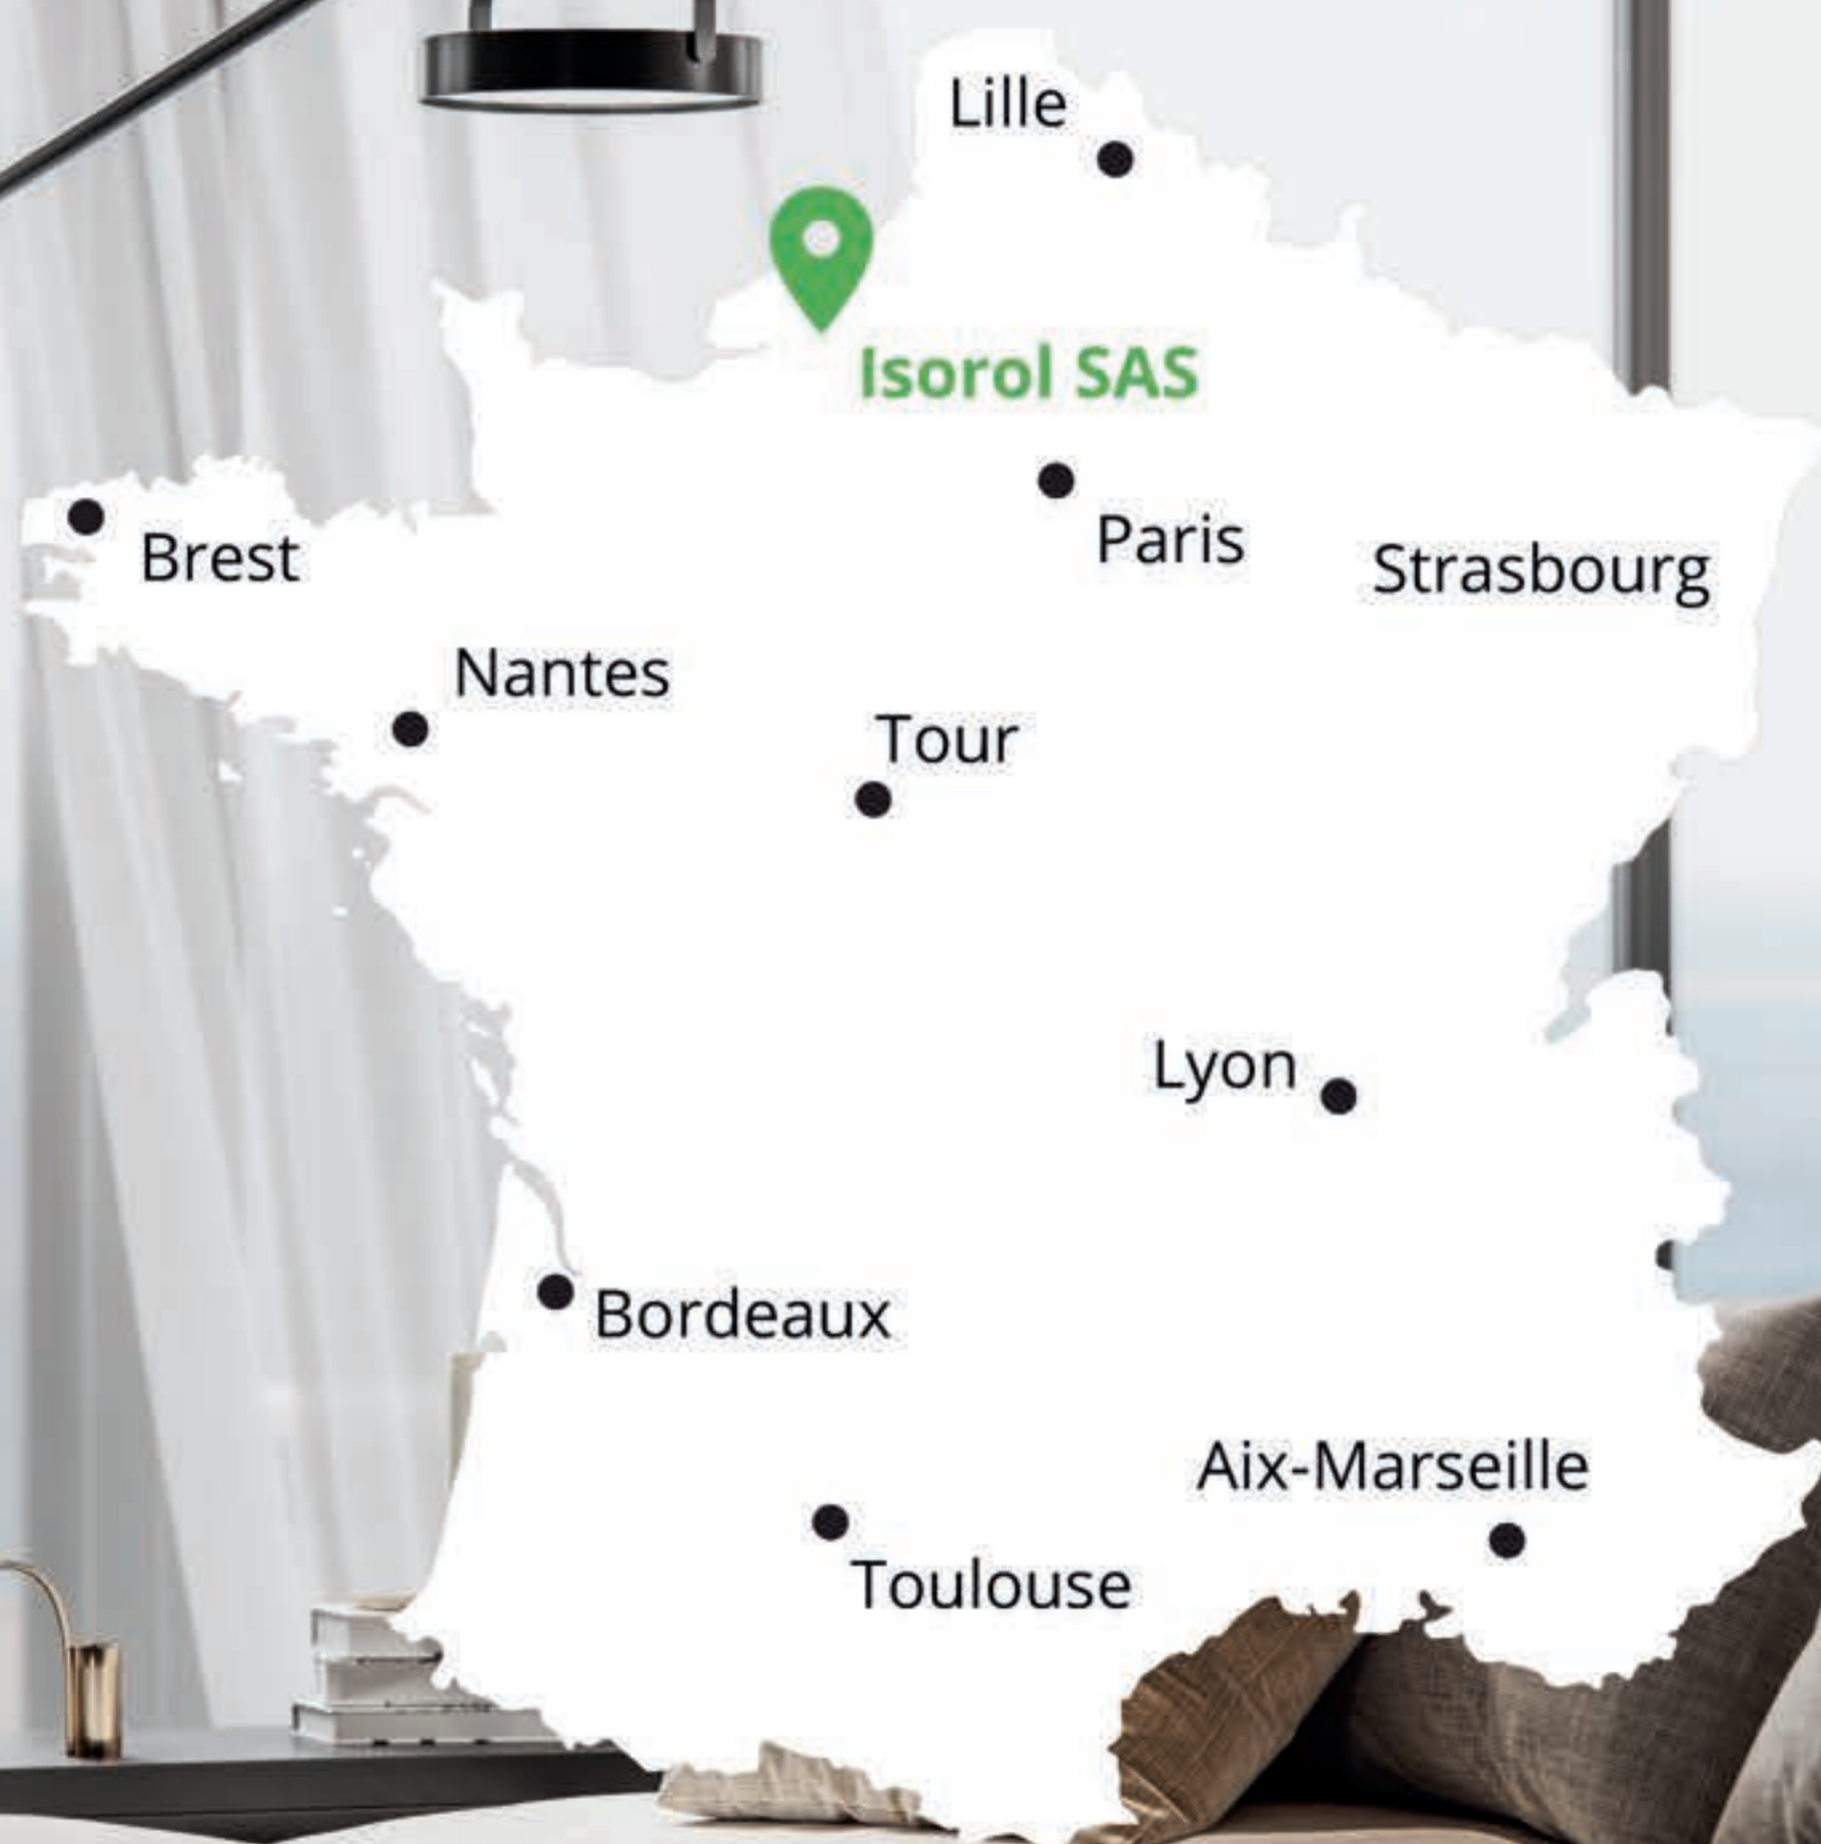 Lille
Isorol SAS
Paris
Brest
Strasbourg
Nantes
Tour
Lyon
Bordeaux
Aix-Marseille
Toulouse